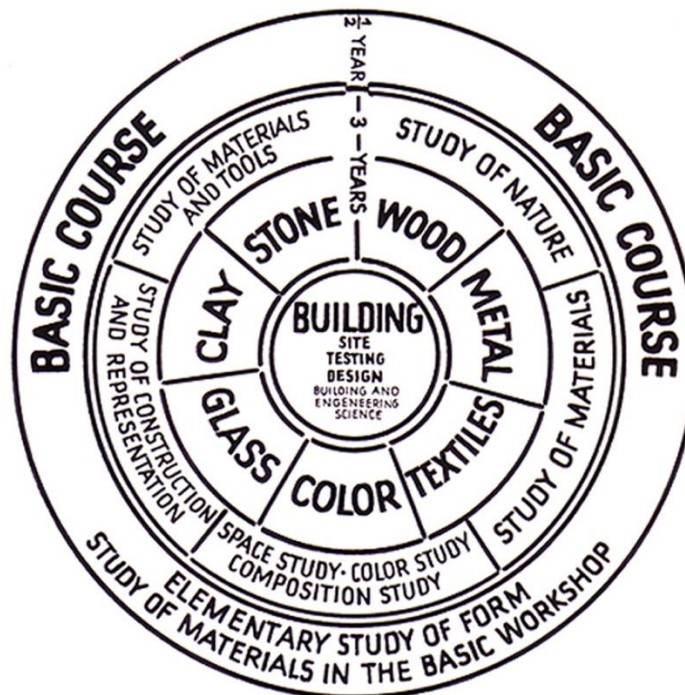 ½ YEAR
BASIC COURSE
BASIC COURSE
ELEMENTARY STUDY OF FORM
STUDY OF MATERIALS IN THE BASIC WORKSHOP
3 – YEARS
STUDY OF MATERIALS
AND TOOLS
STUDY OF NATURE
STUDY OF MATERIALS
SPACE STUDY · COLOR STUDY
COMPOSITION STUDY
STUDY OF CONSTRUCTION
AND REPRESENTATION
STONE
WOOD
METAL
TEXTILES
COLOR
GLASS
CLAY
BUILDING
SITE
TESTING
DESIGN
BUILDING AND
ENGENEERING
SCIENCE